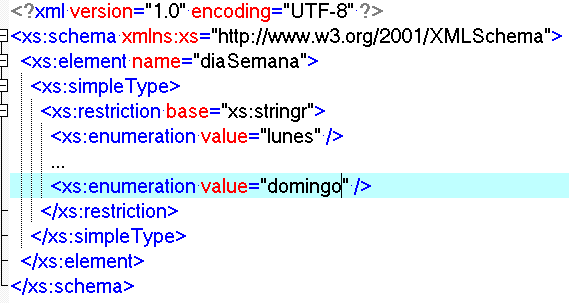 <?xml version="1.0" encoding="UTF-8" ?>
<xs:schema xmlns:xs="http://www.w3.org/2001/XMLSchema">
<xs:element name="diaSemana">
<xs:simpleType>
<xs:restriction base="xs:stringr">
<xs:enumeration value="lunes" />
...
<xs:enumeration value="domingo" />
</xs:restriction>
</xs:simpleType>
</xs:element>
</xs:schema>